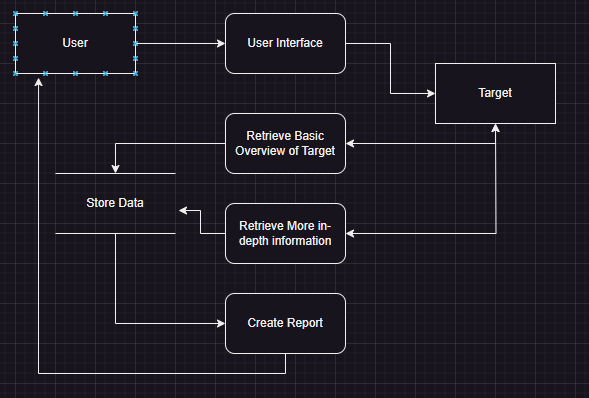 User
User Interface
Target
Retrieve Basic
Overview of Target
Store Data
Retrieve More in-
depth information
Create Report